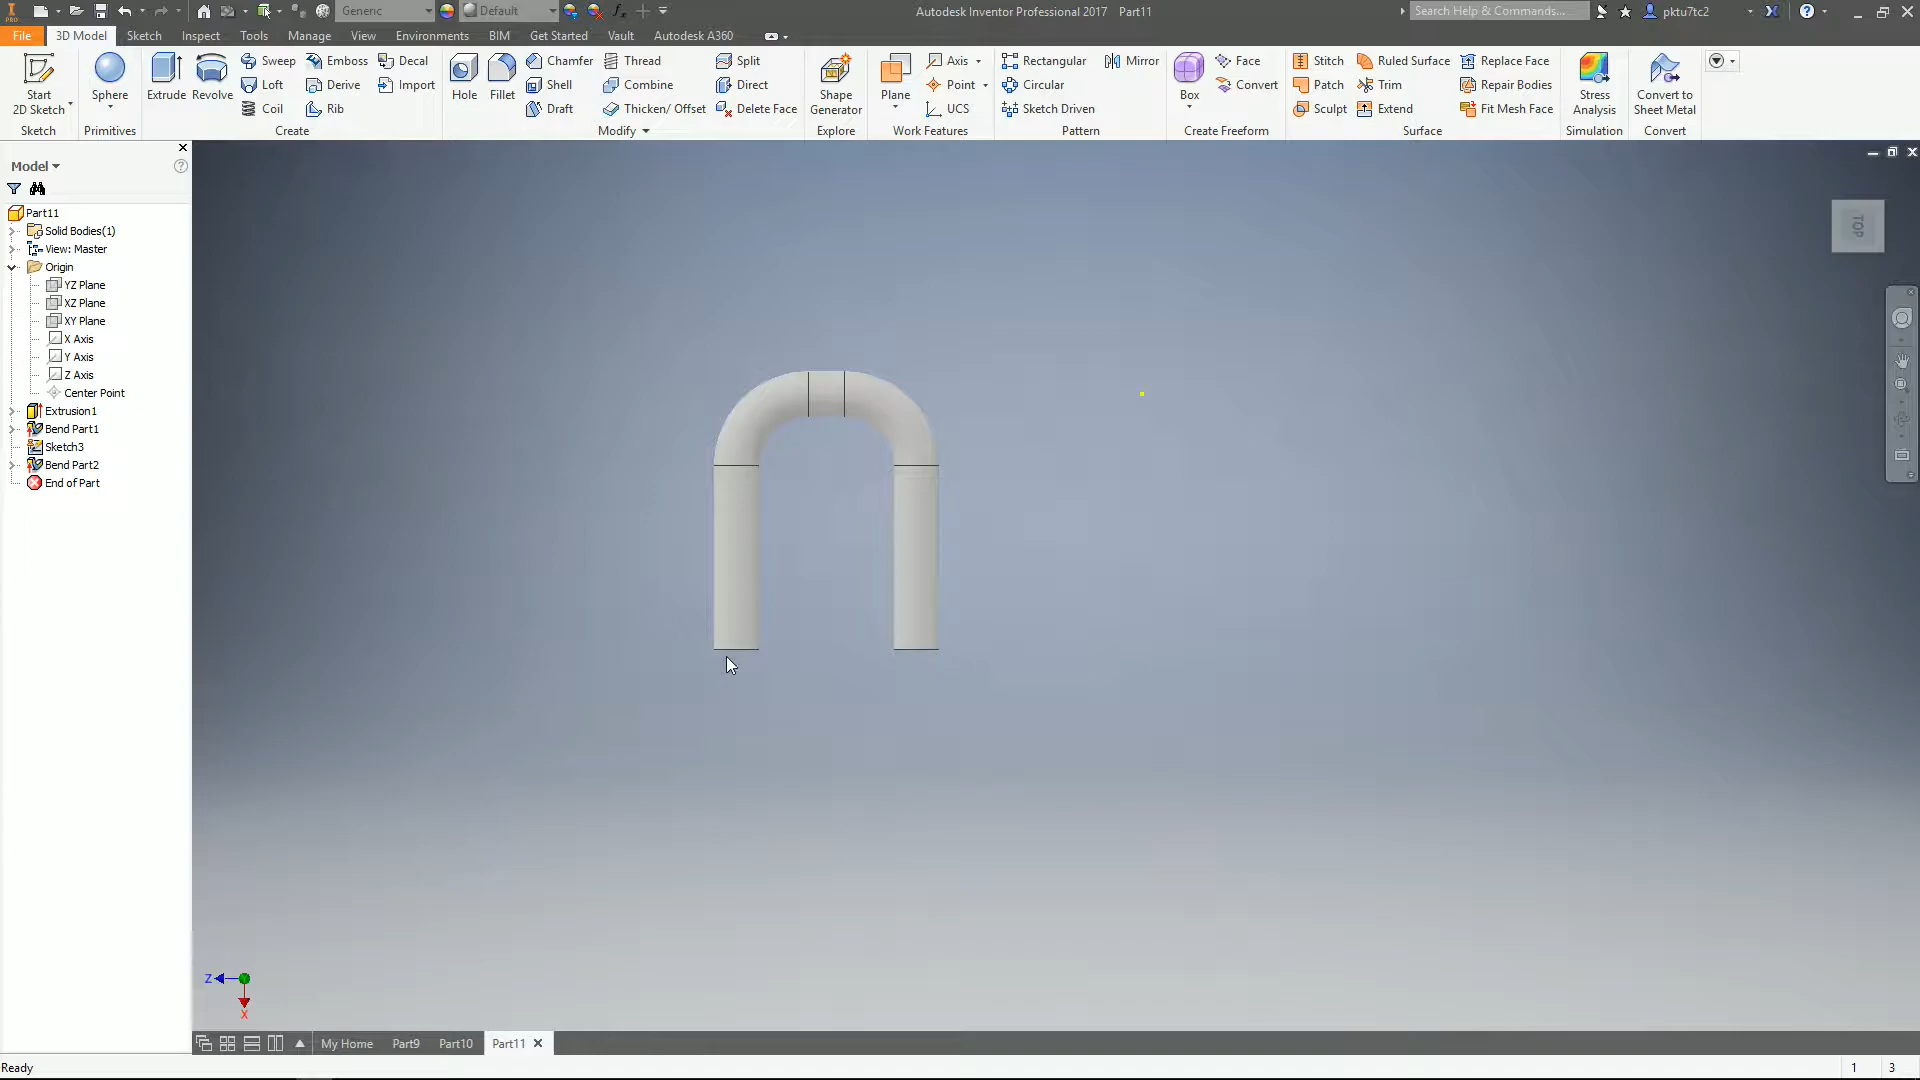 PRO Generic Default fx Autodesk Inventor Professional 2017 Part11 Search Help & Commands... pktu7tc2
File 3D Model Sketch Inspect Tools Manage View Environments BIM Get Started Vault Autodesk A360
Start 2D Sketch
Sketch
Sphere
Primitives
Extrude Revolve Sweep Emboss Decal
Loft Derive Import
Coil Rib
Create
Hole Fillet Chamfer Thread Split
Shell Combine Direct
Draft Thicken/ Offset Delete Face
Modify
Shape Generator
Explore
Plane Axis
Point
UCS
Work Features
Rectangular Mirror
Circular
Sketch Driven
Pattern
Box Face
Convert
Create Freeform
Stitch Ruled Surface Replace Face
Patch Trim Repair Bodies
Sculpt Extend Fit Mesh Face
Surface
Stress Analysis
Simulation
Convert to Sheet Metal
Convert
Model
Part11
Solid Bodies(1)
View: Master
Origin
YZ Plane
XZ Plane
XY Plane
X Axis
Y Axis
Z Axis
Center Point
Extrusion1
Bend Part1
Sketch3
Bend Part2
End of Part
TOP
Z
X
My Home Part9 Part10 Part11
Ready 1 3